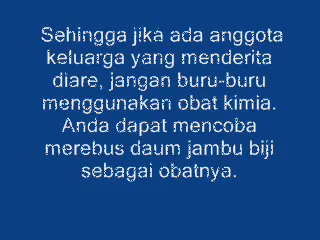 Sehingga jika ada anggota
keluarga yang menderita
diare, jangan buru-buru
menggunakan obat kimia.
Anda dapat mencoba
merebus daum jambu biji
sebagai obatnya.